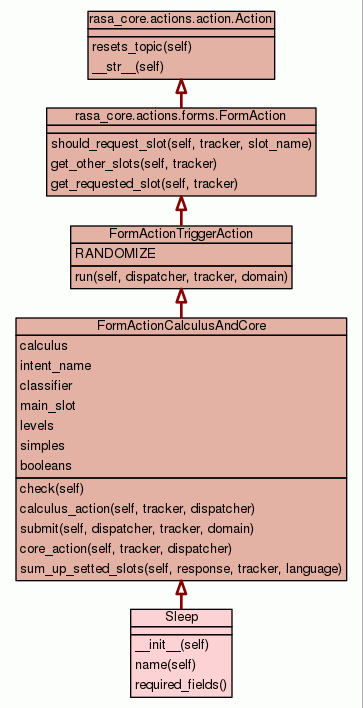 rasa_core.actions.action.Action
resets_topic(self)
__str__(self)
rasa_core.actions.forms.FormAction
should_request_slot(self, tracker, slot_name)
get_other_slots(self, tracker)
get_requested_slot(self, tracker)
FormActionTriggerAction
RANDOMIZE
run(self, dispatcher, tracker, domain)
FormActionCalculusAndCore
calculus
intent_name
classifier
main_slot
levels
simples
booleans
check(self)
calculus_action(self, tracker, dispatcher)
submit(self, dispatcher, tracker, domain)
core_action(self, tracker, dispatcher)
sum_up_setted_slots(self, response, tracker, language)
Sleep
__init__(self)
name(self)
required_fields()